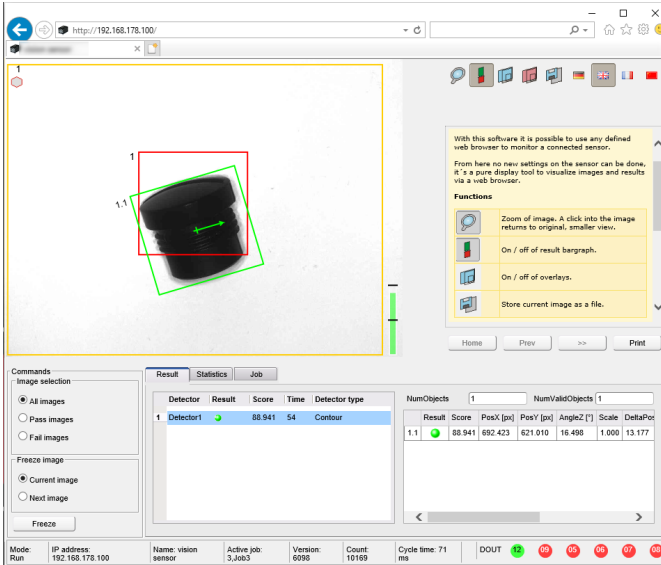 http://192.168.178.100/
1
1
1.1
With this software it is possible to use any defined
web browser to monitor a connected sensor.
From here no new settings on the sensor can be done,
it´s a pure display tool to visualize images and results
via a web browser.
Functions
Zoom of image. A click into the image
returns to original, smaller view.
On / off of result bargraph.
On / off of overlays.
Store current image as a file.
Home Prev >> Print
Commands
Image selection
All images
Pass images
Fail images
Freeze image
Current image
Next image
Freeze
Result Statistics Job
Detector Result Score Time Detector type
1 Detector1 88.941 54 Contour
NumObjects 1 NumValidObjects 1
Result Score PosX [px] PosY [px] AngleZ [°] Scale DeltaPos
1.1 88.941 692.423 621.010 16.498 1.000 13.177
Mode: IP address: Name: vision Active job: Version: Count: Cycle time: 71 DOUT 12 09 05 06 07 08
Run 192.168.178.100 sensor 3,Job3 6098 10169 ms